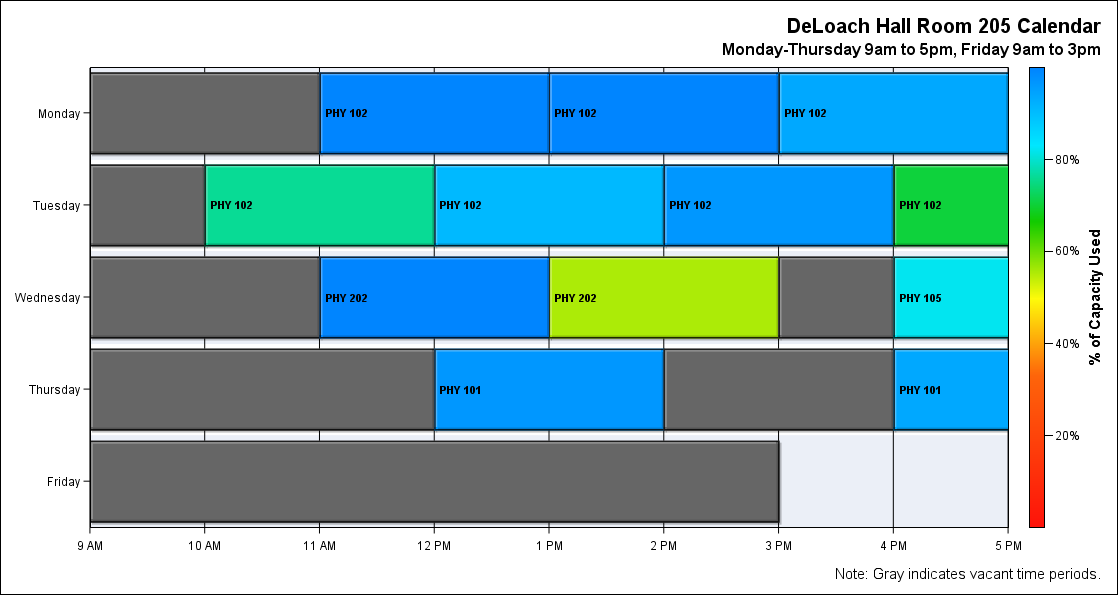 DeLoach Hall Room 205 Calendar
Monday-Thursday 9am to 5pm, Friday 9am to 3pm
Monday
PHY 102
PHY 102
PHY 102
Tuesday
PHY 102
PHY 102
PHY 102
PHY 102
Wednesday
PHY 202
PHY 202
PHY 105
Thursday
PHY 101
PHY 101
Friday
9 AM
10 AM
11 AM
12 PM
1 PM
2 PM
3 PM
4 PM
5 PM
80%
60%
40%
20%
% of Capacity Used
Note: Gray indicates vacant time periods.